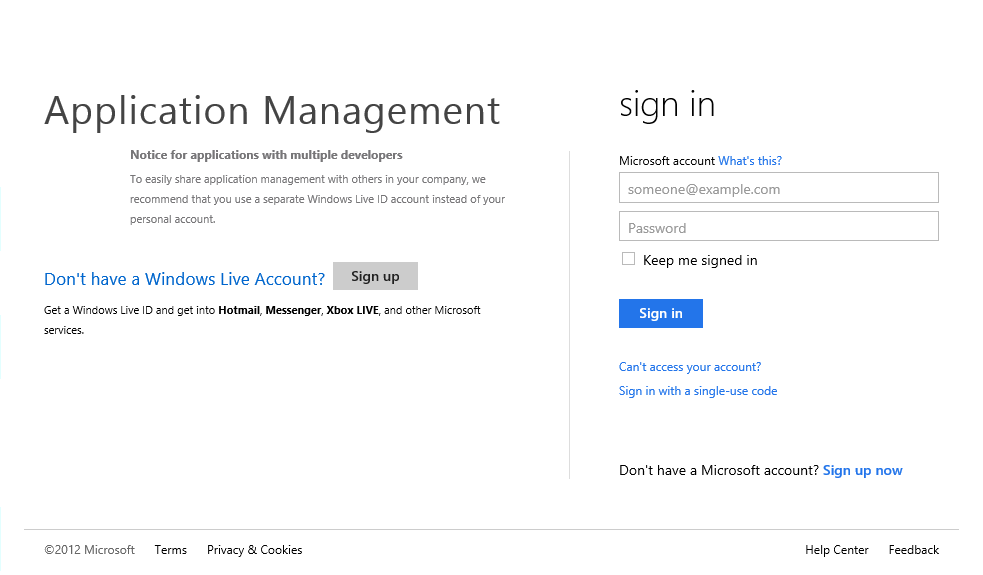 Application Management
Notice for applications with multiple developers
To easily share application management with others in your company, we
recommend that you use a separate Windows Live ID account instead of your
personal account.
Don't have a Windows Live Account? Sign up
Get a Windows Live ID and get into Hotmail, Messenger, Xbox LIVE, and other Microsoft
services.
sign in
Microsoft account What's this?
someone@example.com
Password
Keep me signed in
Sign in
Can't access your account?
Sign in with a single-use code
Don't have a Microsoft account? Sign up now
©2012 Microsoft Terms Privacy & Cookies Help Center Feedback